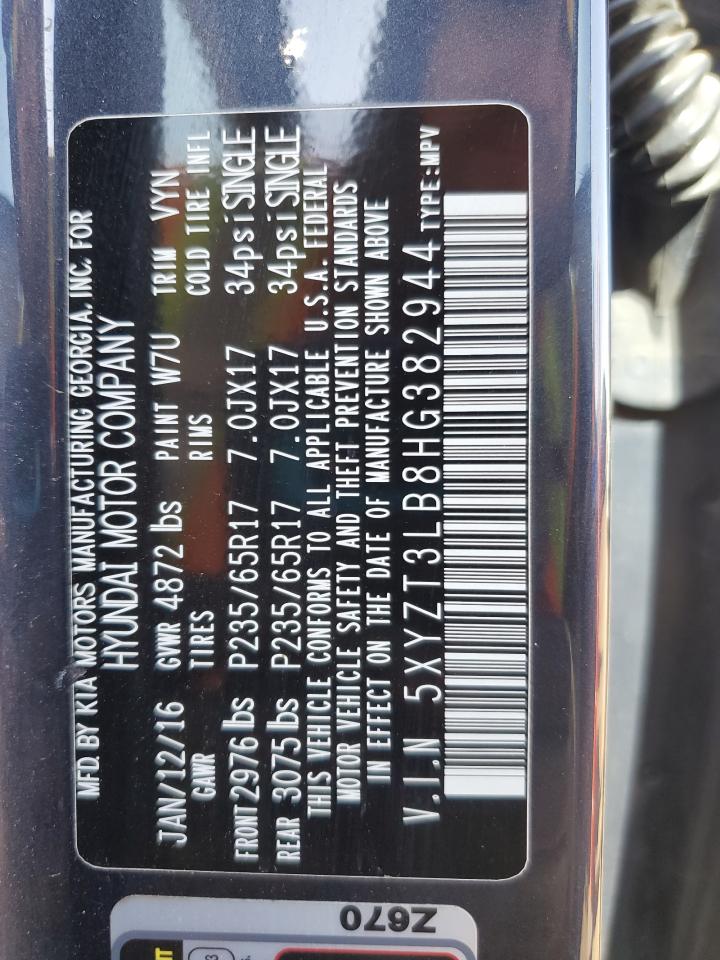 MFD. BY KIA MOTORS MANUFACTURING GEORGIA, INC. FOR
HYUNDAI MOTOR COMPANY
JAN/12/16 GVWR 4872 lbs PAINT W7U TRIM VYN
GAWR TIRES RIMS COLD TIRE INFL
FRONT 2976 lbs P235/65R17 7.0JX17 34psi SINGLE
REAR 3075 lbs P235/65R17 7.0JX17 34psi SINGLE
THIS VEHICLE CONFORMS TO ALL APPLICABLE U.S.A. FEDERAL
MOTOR VEHICLE SAFETY AND THEFT PREVENTION STANDARDS
IN EFFECT ON THE DATE OF MANUFACTURE SHOWN ABOVE
V.I.N 5XYZT3LB8HG382944 TYPE:MPV
Z670